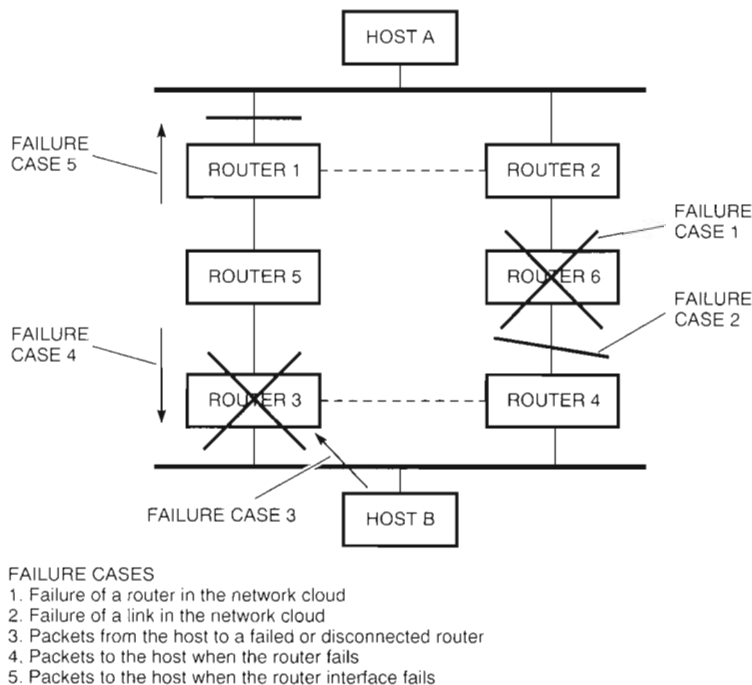 HOST A
FAILURE
CASE 5
ROUTER 1
ROUTER 2
FAILURE
CASE 1
ROUTER 5
ROUTER 6
FAILURE
CASE 2
FAILURE
CASE 4
ROUTER 3
ROUTER 4
FAILURE CASE 3
HOST B
FAILURE CASES
1. Failure of a router in the network cloud
2. Failure of a link in the network cloud
3. Packets from the host to a failed or disconnected router
4. Packets to the host when the router fails
5. Packets to the host when the router interface fails